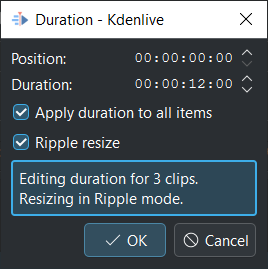 Duration - Kdenlive
Position: 00:00:00:00
Duration: 00:00:12:00
Apply duration to all items
Ripple resize
Editing duration for 3 clips.
Resizing in Ripple mode.
OK Cancel